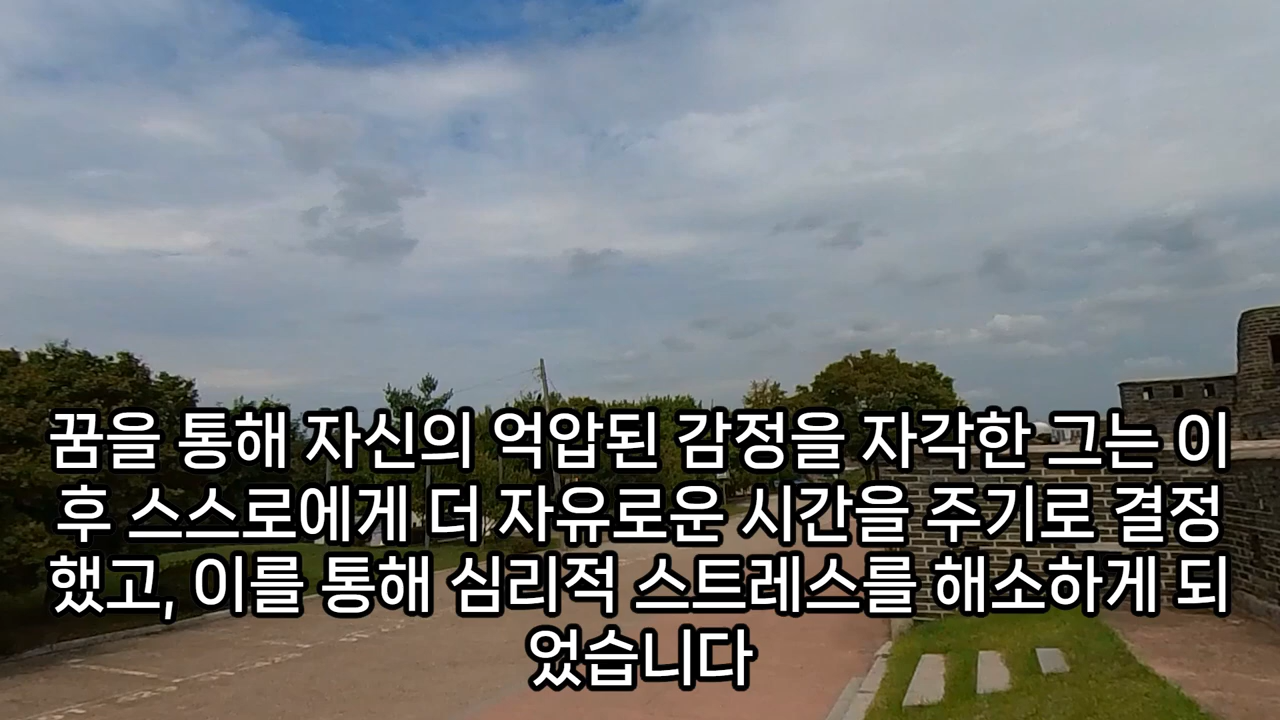 꿈을 통해 자신의 억압된 감정을 자각한 그는 이
후 스스로에게 더 자유로운 시간을 주기로 결정
했고, 이를 통해 심리적 스트레스를 해소하게 되
었습니다